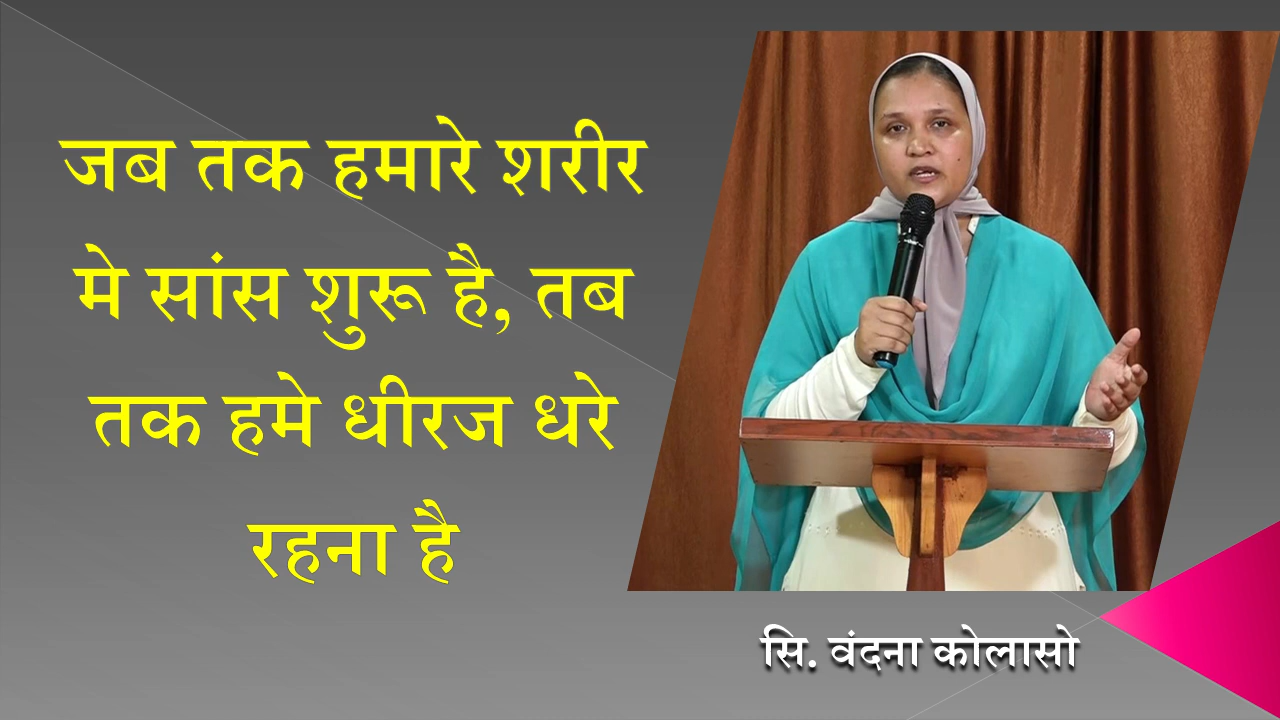 जब तक हमारे शरीर
मे सांस शुरू है, तब
तक हमे धीरज धरे
रहना है
सि. वंदना कोलासो